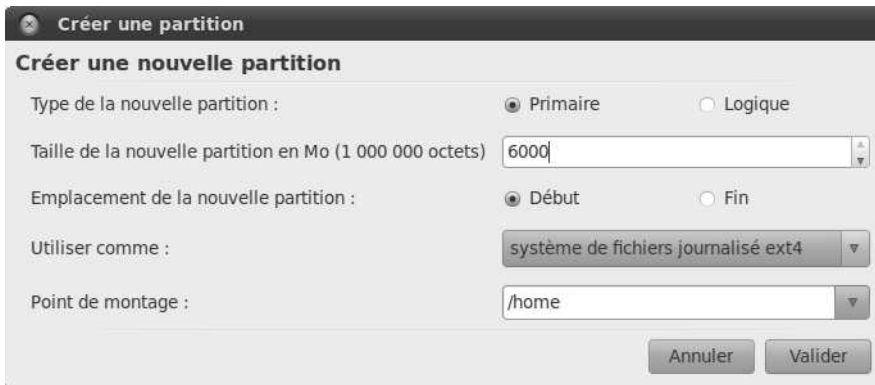 Créer une partition
Créer une nouvelle partition
Type de la nouvelle partition : Primaire Logique
Taille de la nouvelle partition en Mo (1 000 000 octets) 6000
Emplacement de la nouvelle partition : Début Fin
Utiliser comme : système de fichiers journalisé ext4
Point de montage : /home
Annuler Valider